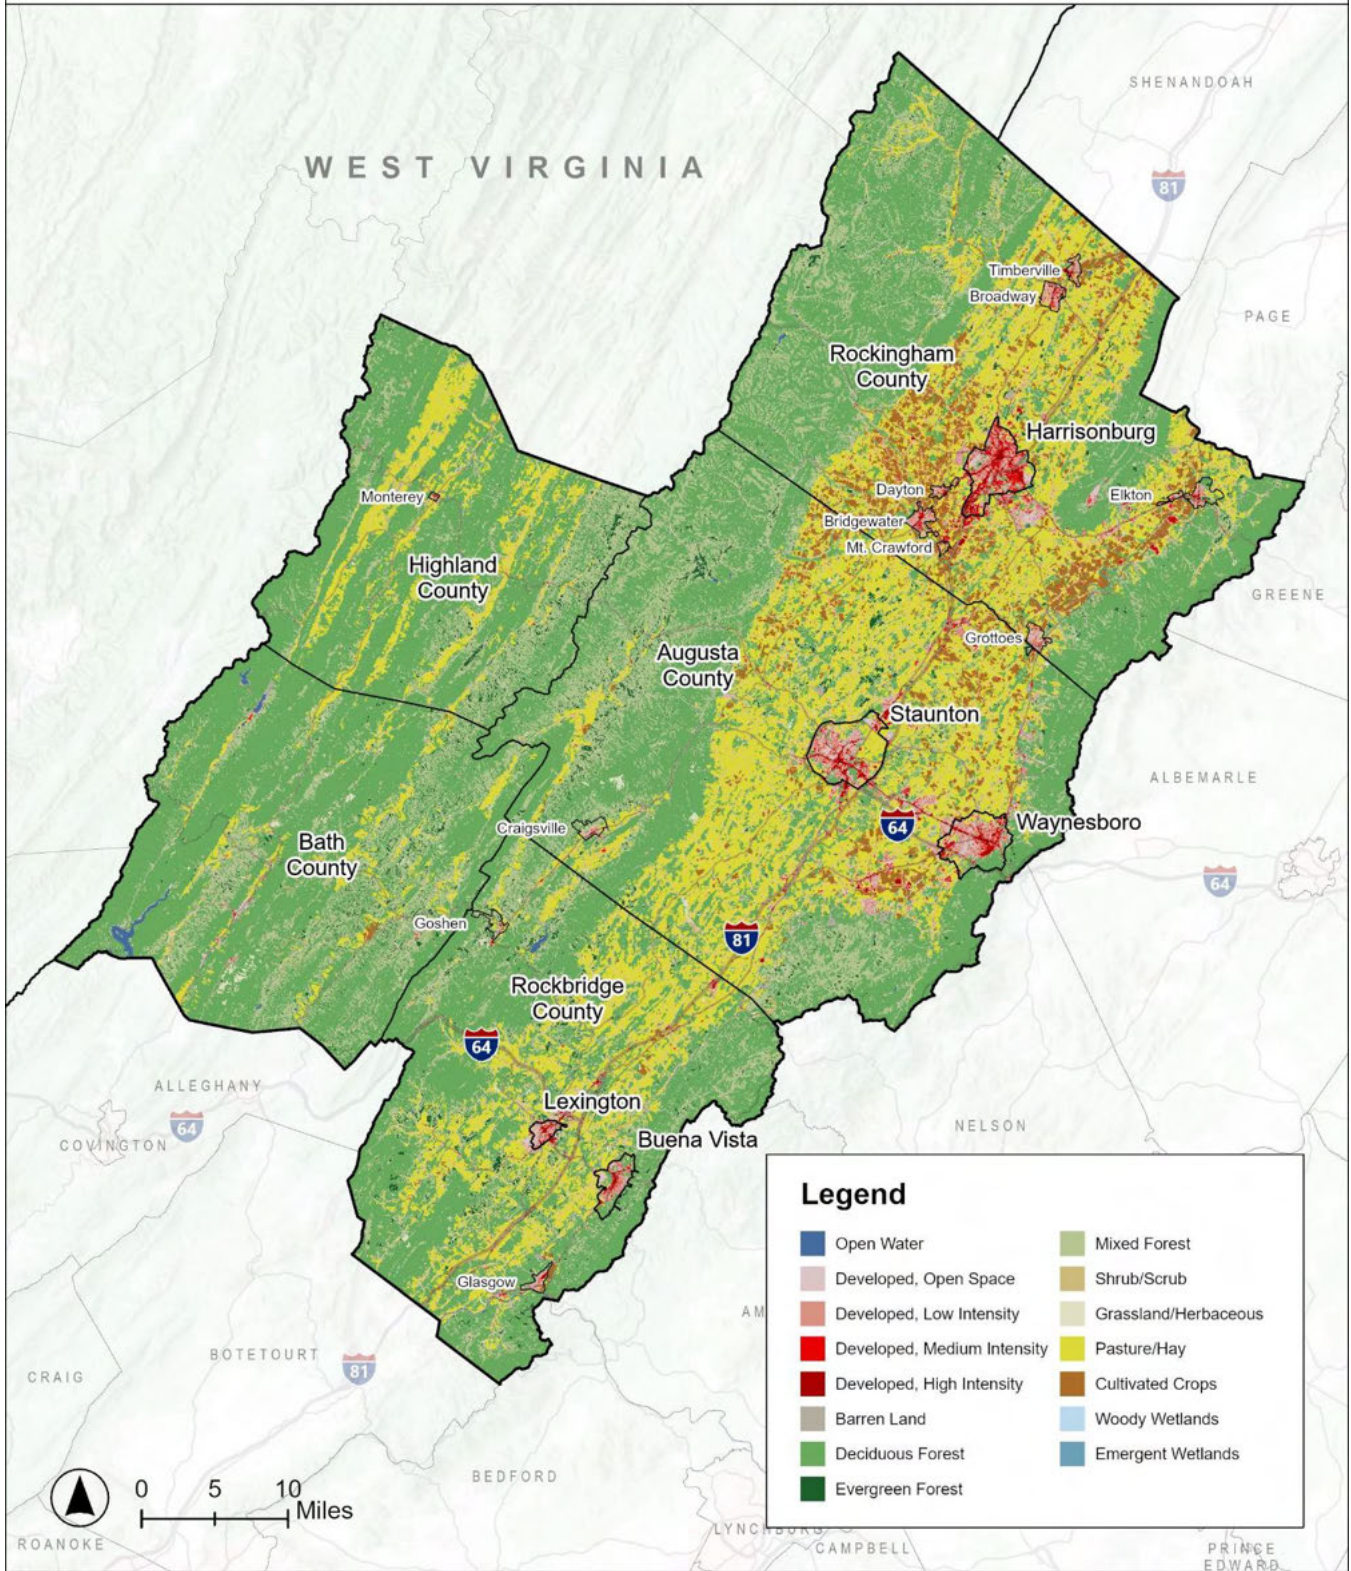 SHENANDOAH
WEST VIRGINIA
81
Timberville
Broadway
PAGE
Rockingham
County
Harrisonburg
Monterey
Dayton
Elkton
Bridgewater
Mt. Crawford
Highland
County
GREENE
Grottoes
Augusta
County
Staunton
ALBEMARLE
Waynesboro
64
Craigsville
Bath
County
64
Goshen
81
Rockbridge
County
64
ALLEGHANY
Lexington
64
COVINGTON
NELSON
Buena Vista
Glasgow
AM
BOTETOURT
81
CRAIG
BEDFORD
0 5 10
Miles
ROANOKE
LYNCHBURG
CAMPBELL
PRINCE
EDWARD
Legend
Open Water
Developed, Open Space
Developed, Low Intensity
Developed, Medium Intensity
Developed, High Intensity
Barren Land
Deciduous Forest
Evergreen Forest
Mixed Forest
Shrub/Scrub
Grassland/Herbaceous
Pasture/Hay
Cultivated Crops
Woody Wetlands
Emergent Wetlands